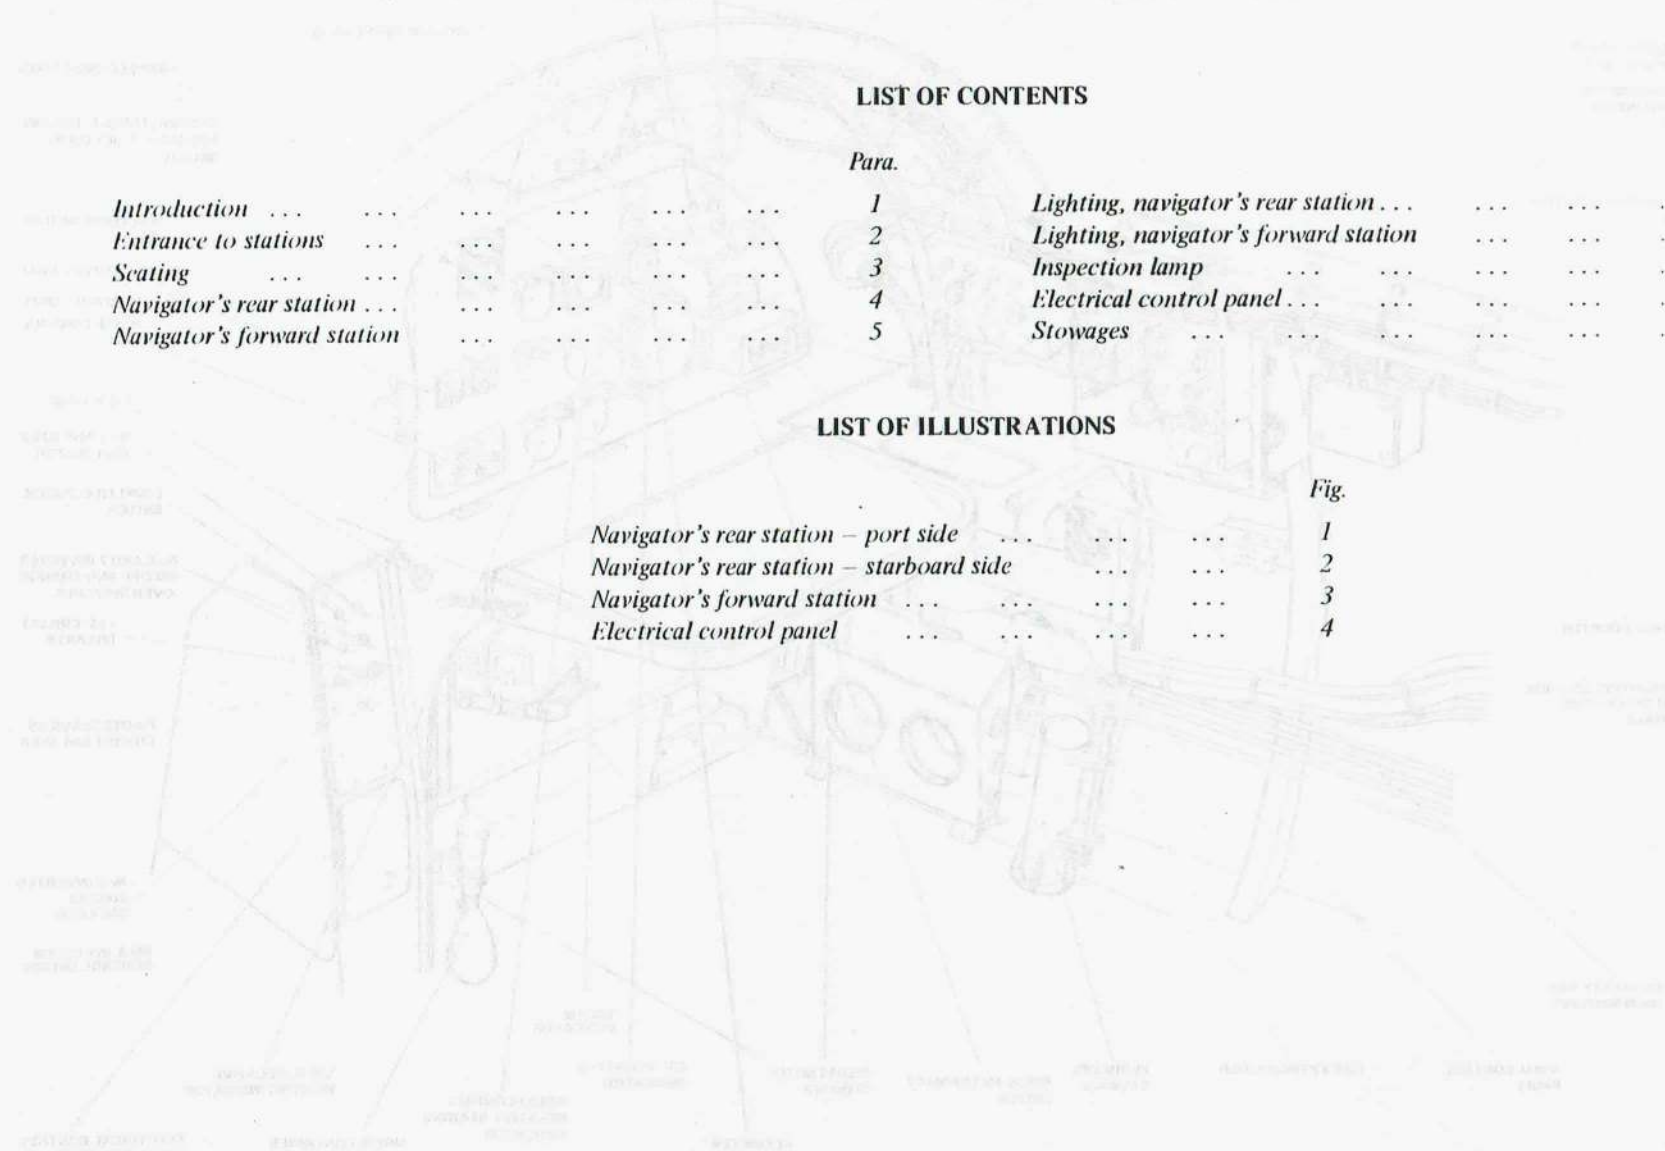 LIST OF CONTENTS
Para.
Introduction ... ... ... ... ... ... 1
Entrance to stations ... ... ... ... ... 2
Seating ... ... ... ... ... ... 3
Navigator's rear station ... ... ... ... ... 4
Navigator's forward station ... ... ... ... 5
Lighting, navigator's rear station ... ... ...
Lighting, navigator's forward station ... ...
Inspection lamp ... ... ... ...
Electrical control panel ... ... ... ...
Stowages ... ... ... ... ...
LIST OF ILLUSTRATIONS
Fig.
Navigator's rear station – port side ... ... ... 1
Navigator's rear station – starboard side ... ... 2
Navigator's forward station ... ... ... ... 3
Electrical control panel ... ... ... ... 4